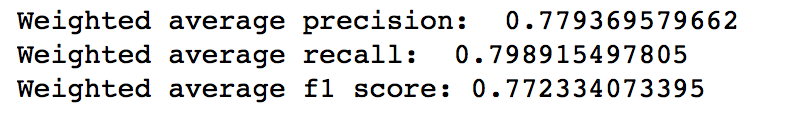 Weighted average precision:  0.779369579662
Weighted average recall:  0.798915497805
Weighted average f1 score: 0.772334073395